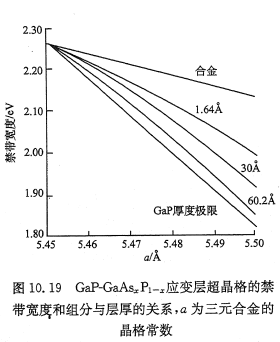 2.30
2.20
2.10
2.00
1.90
1.80
禁带宽度/eV
合金
1.64Å
30Å
60.2Å
GaP厚度极限
5.45 5.46 5.47 5.48 5.49 5.50
a/Å
图 10.19 GaP-GaAsₓP₁₋ₓ应变层超晶格的禁
带宽度和组分与层厚的关系,a 为三元合金的
晶格常数